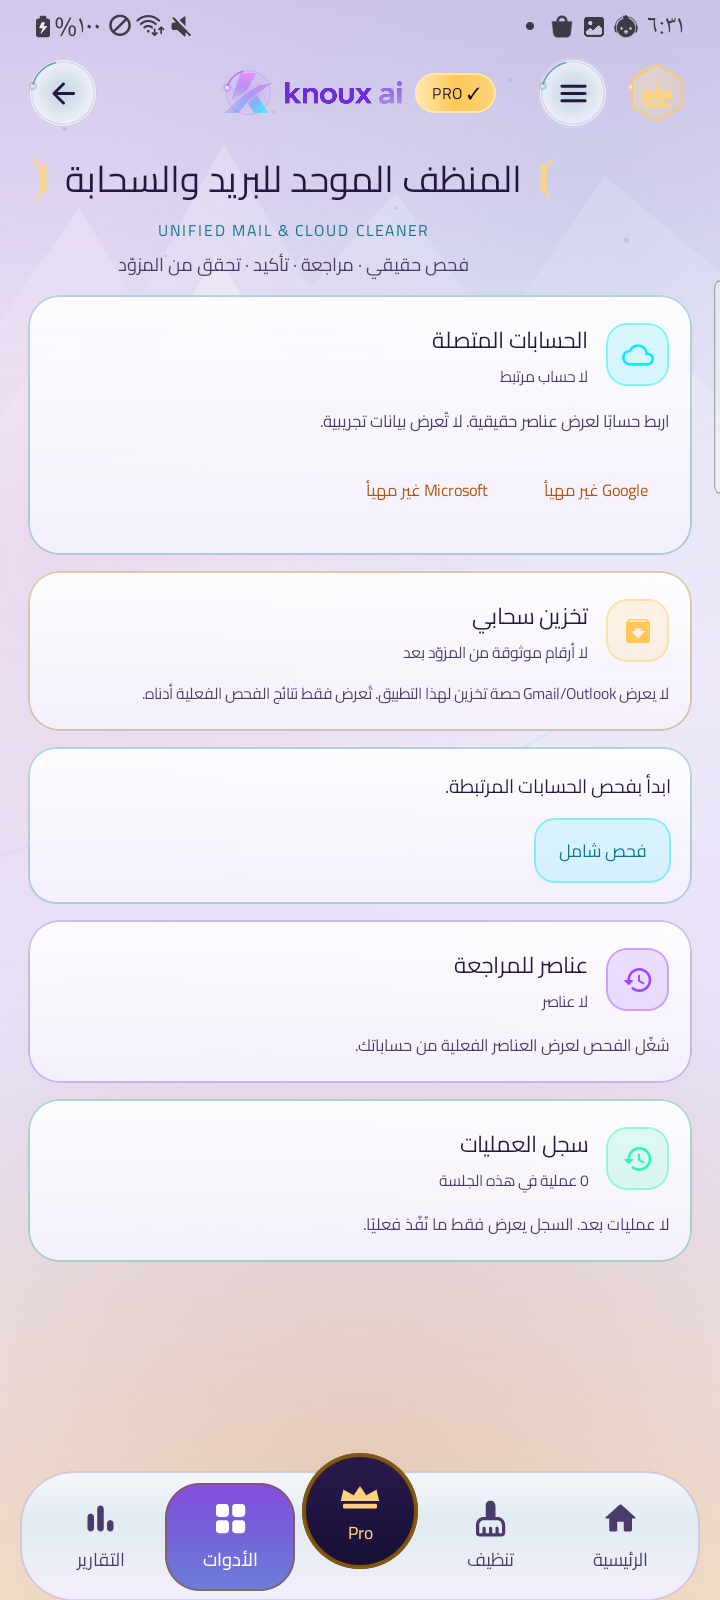 ٦:٣١
%١٠٠
knoux ai
PRO ✓
المنظف الموحد للبريد والسحابة
UNIFIED MAIL & CLOUD CLEANER
فحص حقيقي · مراجعة · تأكيد · تحقق من المزوّد
الحسابات المتصلة
لا حساب مرتبط
اربط حسابًا لعرض عناصر حقيقية. لا تُعرض بيانات تجريبية.
Google غير مهيأ
Microsoft غير مهيأ
تخزين سحابي
لا أرقام موثوقة من المزوّد بعد
لا يعرض Gmail/Outlook حصة تخزين لهذا التطبيق. تُعرض فقط نتائج الفحص الفعلية أدناه.
ابدأ بفحص الحسابات المرتبطة.
فحص شامل
عناصر للمراجعة
لا عناصر
شغّل الفحص لعرض العناصر الفعلية من حساباتك.
سجل العمليات
0 عملية في هذه الجلسة
لا عمليات بعد. السجل يعرض فقط ما نُفّذ فعليًا.
الرئيسية
تنظيف
Pro
الأدوات
التقارير